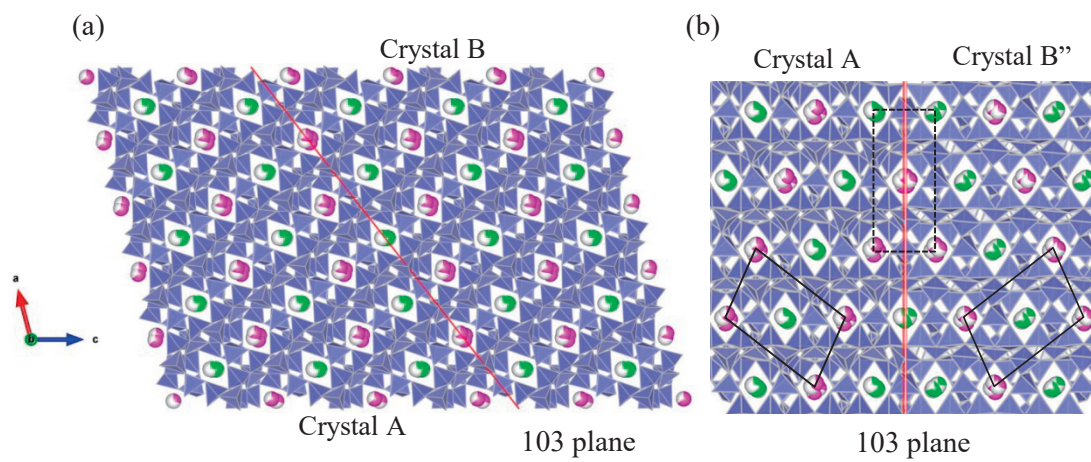 (a)
Crystal B
Crystal A
103 plane
a
b
c
(b)
Crystal A
Crystal B”
103 plane